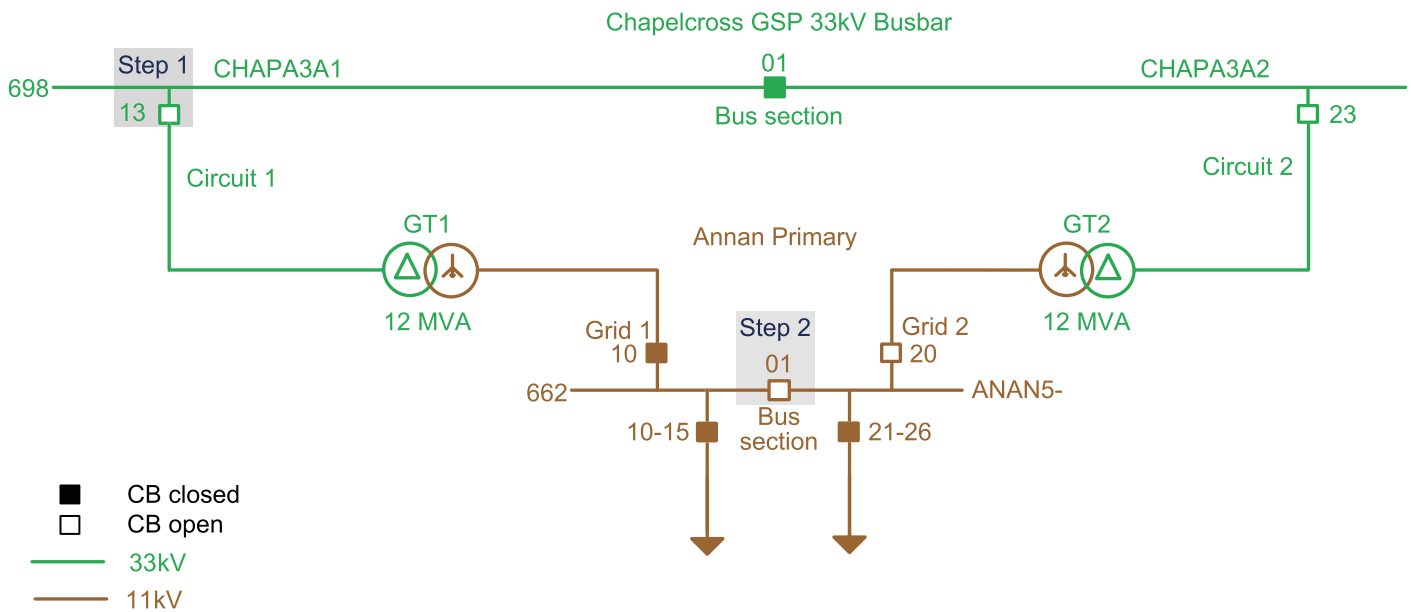 Chapelcross GSP 33kV Busbar
Step 1
CHAPA3A1
01
CHAPA3A2
698
13
Bus section
23
Circuit 1
Circuit 2
GT1
Annan Primary
GT2
12 MVA
12 MVA
Grid 1
10
Step 2
01
Grid 2
20
662
ANAN5-
10-15
Bus
section
21-26
CB closed
CB open
33kV
11kV